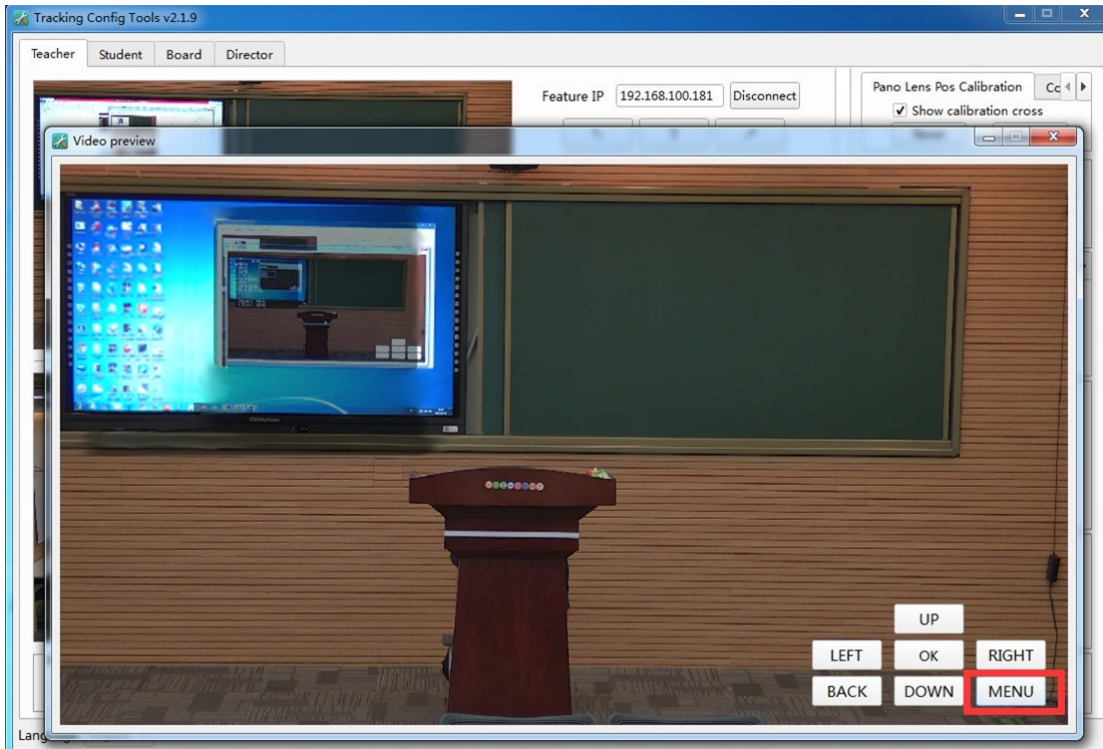 Tracking Config Tools v2.1.9
Teacher Student Board Director
Feature IP 192.168.100.181 Disconnect
Pano Lens Pos Calibration
Show calibration cross
Video preview
UP
LEFT OK RIGHT
BACK DOWN MENU